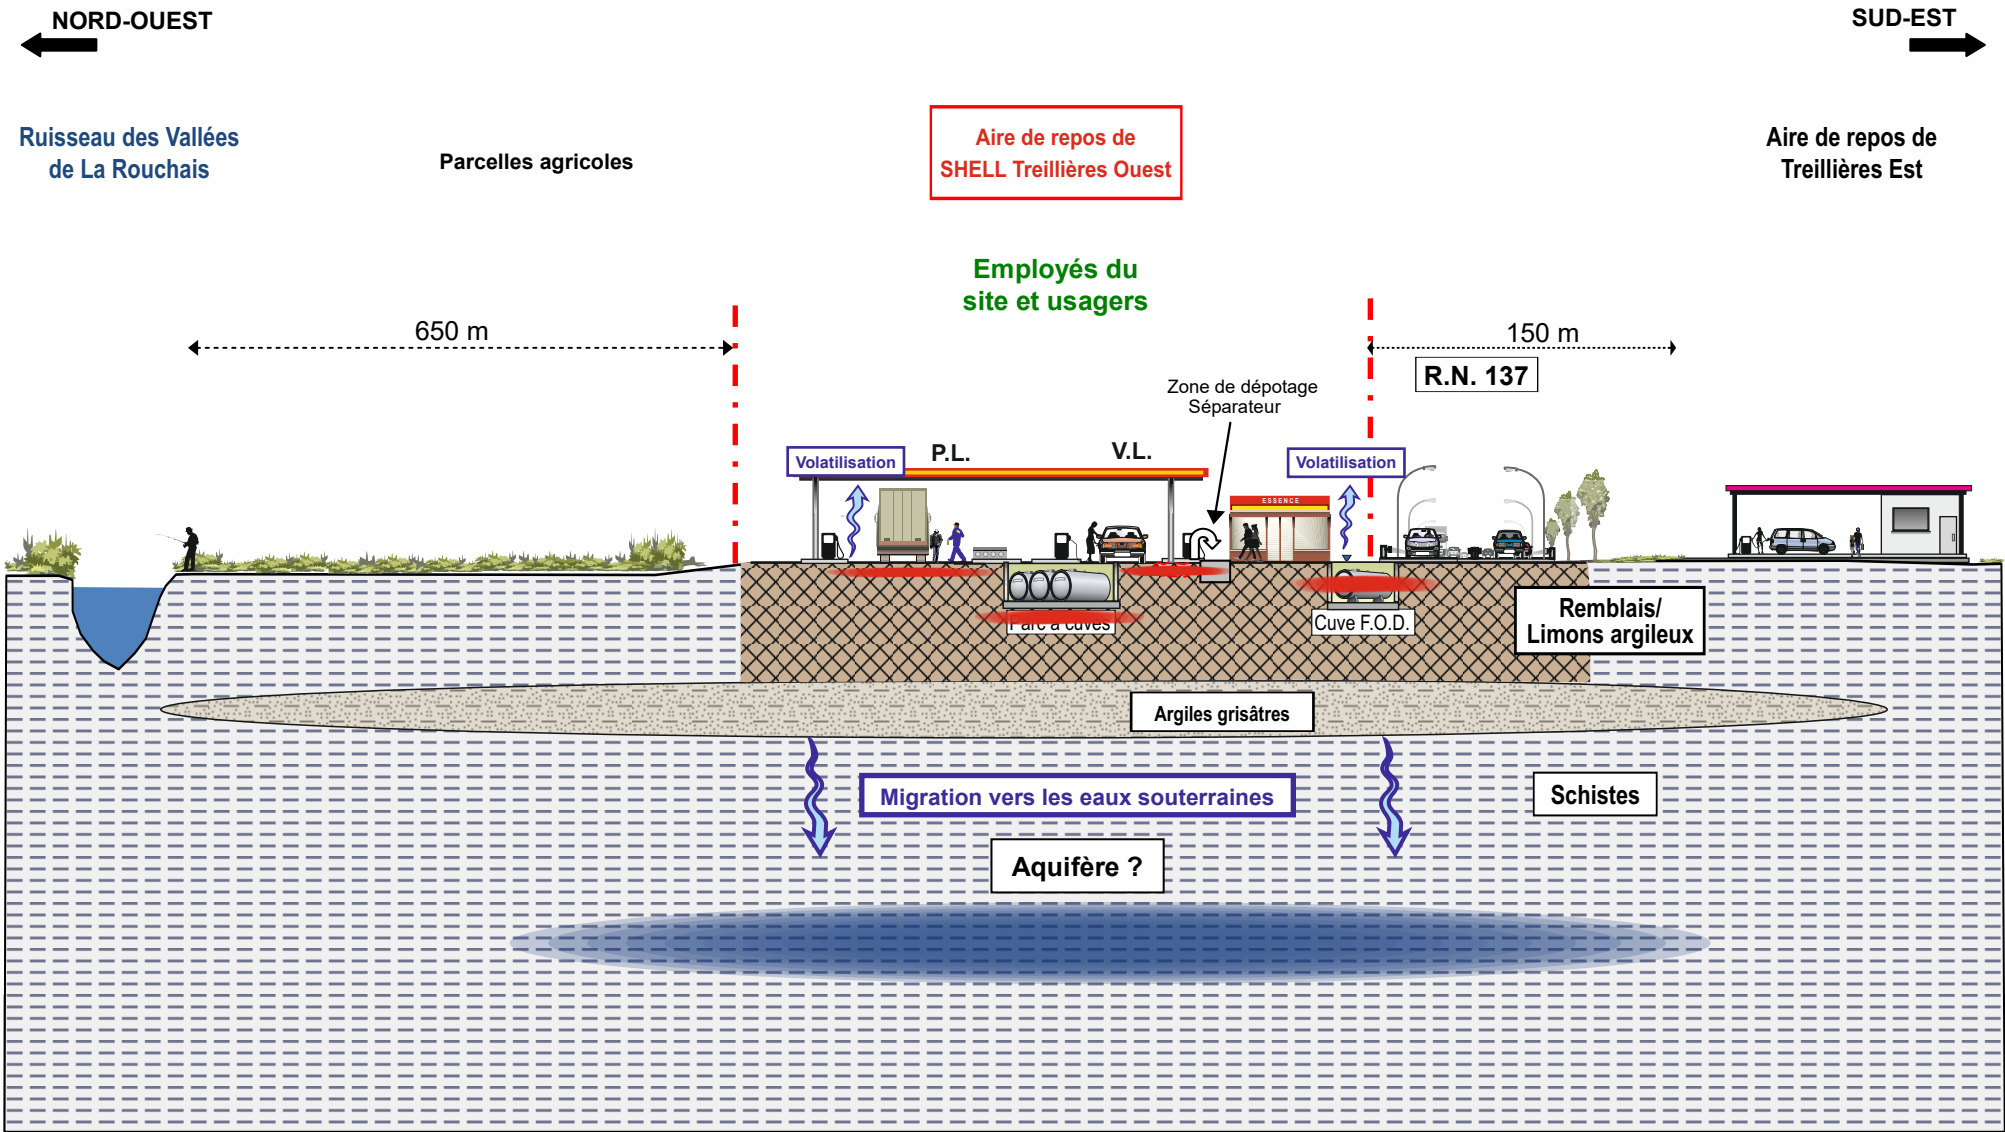 NORD-OUEST
SUD-EST
Ruisseau des Vallées
de La Rouchais
Parcelles agricoles
Aire de repos de
SHELL Treillières Ouest
Aire de repos de
Treillières Est
Employés du
site et usagers
650 m
150 m
R.N. 137
Zone de dépotage
Séparateur
Volatilisation
P.L.
V.L.
Volatilisation
ESSENCE
Parc à cuves
Cuve F.O.D.
Remblais/
Limons argileux
Argiles grisâtres
Migration vers les eaux souterraines
Schistes
Aquifère ?